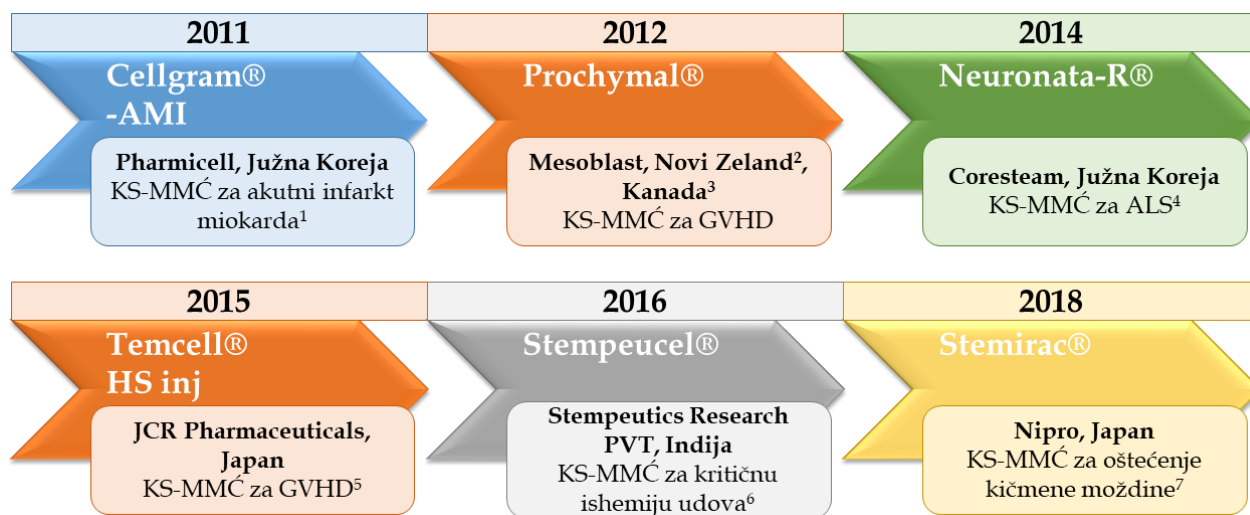 2011
2012
2014
Cellgram®
-AMI
Pharmicell, Južna Koreja
KS-MMĆ za akutni infarkt
miokarda¹
Prochymal®
Mesoblast, Novi Zeland²,
Kanada³
KS-MMĆ za GVHD
Neuronata-R®
Coresteam, Južna Koreja
KS-MMĆ za ALS⁴
2015
2016
2018
Temcell®
HS inj
JCR Pharmaceuticals,
Japan
KS-MMĆ za GVHD⁵
Stempeucel®
Stempeutics Research
PVT, Indija
KS-MMĆ za kritičnu
ishemiju udova⁶
Stemirac®
Nipro, Japan
KS-MMĆ za oštećenje
kičmene moždine⁷